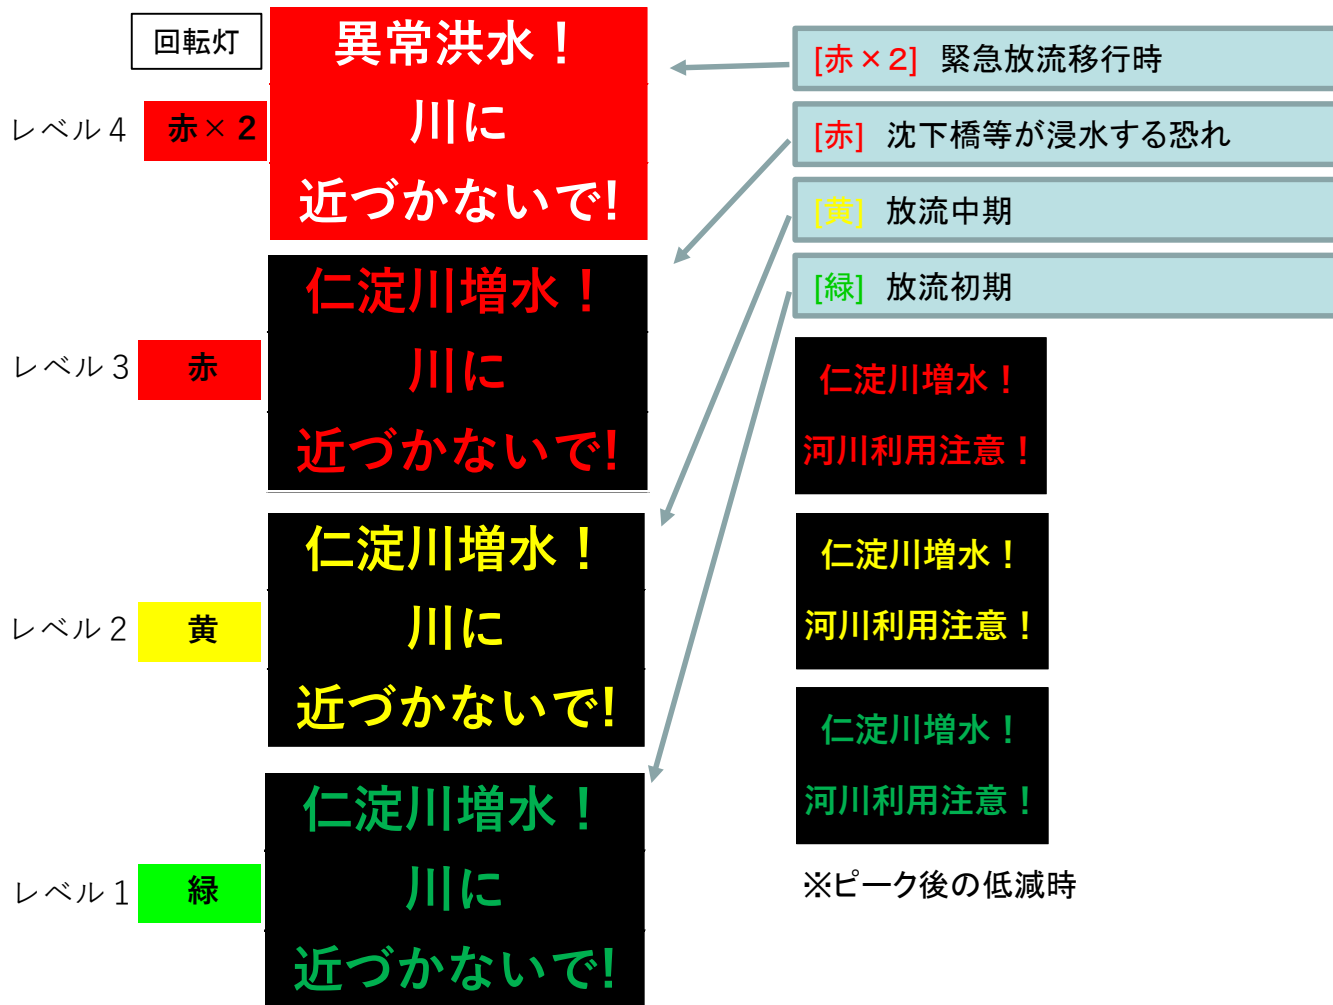 回転灯
レベル４
赤×２
異常洪水！
川に
近づかないで!
レベル３
赤
仁淀川増水！
川に
近づかないで!
レベル２
黄
仁淀川増水！
川に
近づかないで!
レベル１
緑
仁淀川増水！
川に
近づかないで!
[赤×２] 緊急放流移行時
[赤] 沈下橋等が浸水する恐れ
[黄] 放流中期
[緑] 放流初期
仁淀川増水！
河川利用注意！
仁淀川増水！
河川利用注意！
仁淀川増水！
河川利用注意！
※ピーク後の低減時